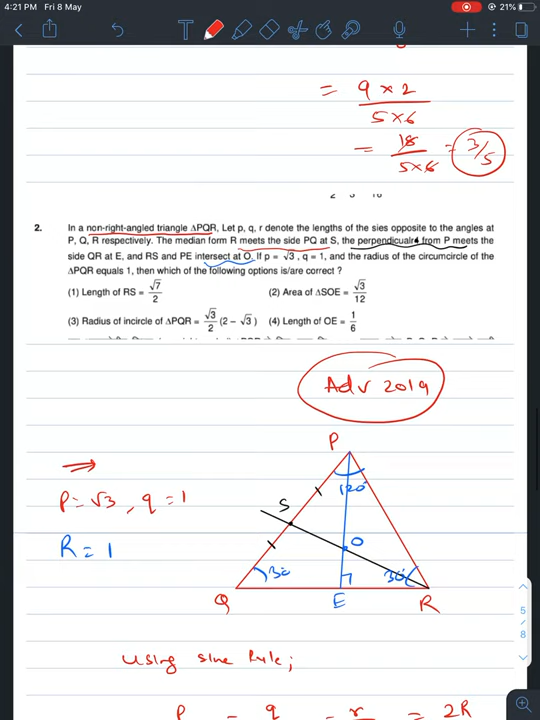 4:21 PM Fri 8 May
21%
= 9 × 2
5 × 6
= 18 = 3/5
5 × 6
2.
In a non-right-angled triangle ΔPQR, Let p, q, r denote the lengths of the sies opposite to the angeles at
P, Q, R respectively. The median form R meets the side PQ at S, the perpendicualr from P meets the
side QR at E, and RS and PE intersect at O. If p = √3 , q = 1, and the radius of the circumcircle of the
ΔPQR equals 1, then which of the following options is/are correct ?
(1) Length of RS = √7/2 (2) Area of ΔSOE = √3/12
(3) Radius of incircle of ΔPQR = √3/2 (2 – √3 ) (4) Length of OE = 1/6
Adv 2019
P
⇒
P = √3 , q = 1
120°
S
R = 1
O
30
30°
Q
E
R
5
/
8
Using sine Rule;
P = q = r = 2R